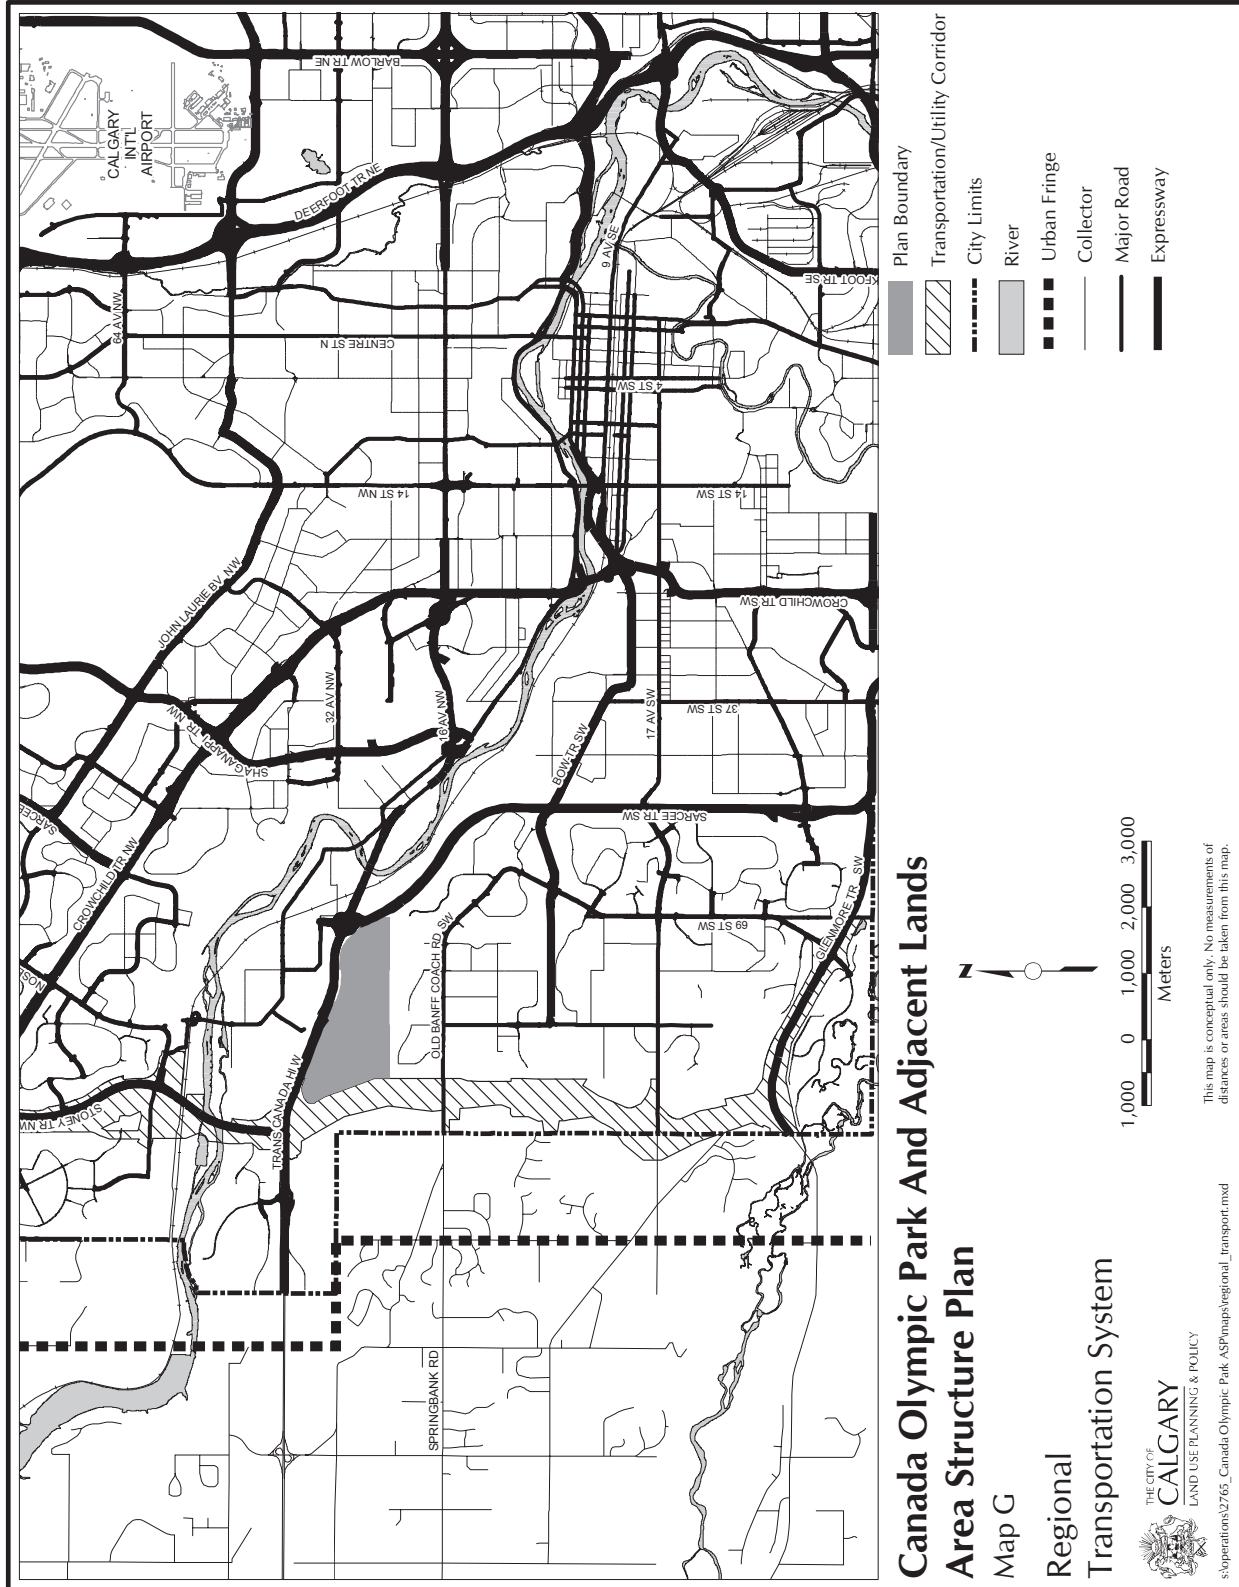 CALGARY
INT'L
AIRPORT
BARLOW TR NE
DEERFOOT TR NE
64 AV NW
CENTRE ST N
9 AV SE
KFOOT TR SE
4 ST SW
14 ST NW
14 ST SW
JOHN LAURIE BV NW
CROWCHILD TR SW
SHAGANAPPI TR NW
32 AV NW
16 AV NW
BOW TR SW
17 AV SW
37 ST SW
SARCEE
CROWCHILD TR NW
SARCEE TR SW
NOSE
OLD BANFF COACH RD SW
69 ST SW
GLENMORE TR SW
STONEY TR NW
TRANS CANADA HI W
SPRINGBANK RD
Plan Boundary
Transportation/Utility Corridor
City Limits
River
Urban Fringe
Collector
Major Road
Expressway
Canada Olympic Park And Adjacent Lands
Area Structure Plan
Map G
Regional
Transportation System
N
1,000 0 1,000 2,000 3,000
Meters
This map is conceptual only. No measurements of
distances or areas should be taken from this map.
THE CITY OF
CALGARY
LAND USE PLANNING & POLICY
s:\operations\2765_Canada Olympic Park ASP\maps\regional_transport.mxd